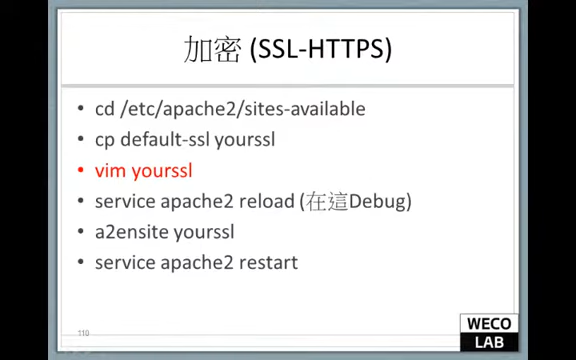 加密 (SSL-HTTPS)
• cd /etc/apache2/sites-available
• cp default-ssl yourssl
• vim yourssl
• service apache2 reload (在這Debug)
• a2ensite yourssl
• service apache2 restart
110
WECO
LAB